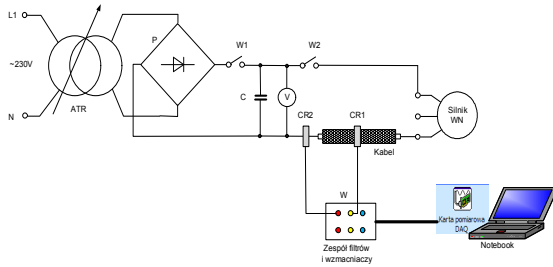 L1
~230V
N
ATR
P
W1
W2
C
V
CR2
CR1
Kabel
Silnik
WN
W
Zespół filtrów
i wzmacniaczy
Karta pomiarowa
DAQ
Notebook